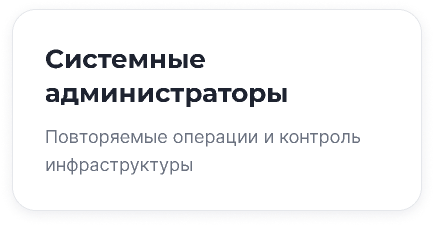 Системные
администраторы
Повторяемые операции и контроль
инфраструктуры